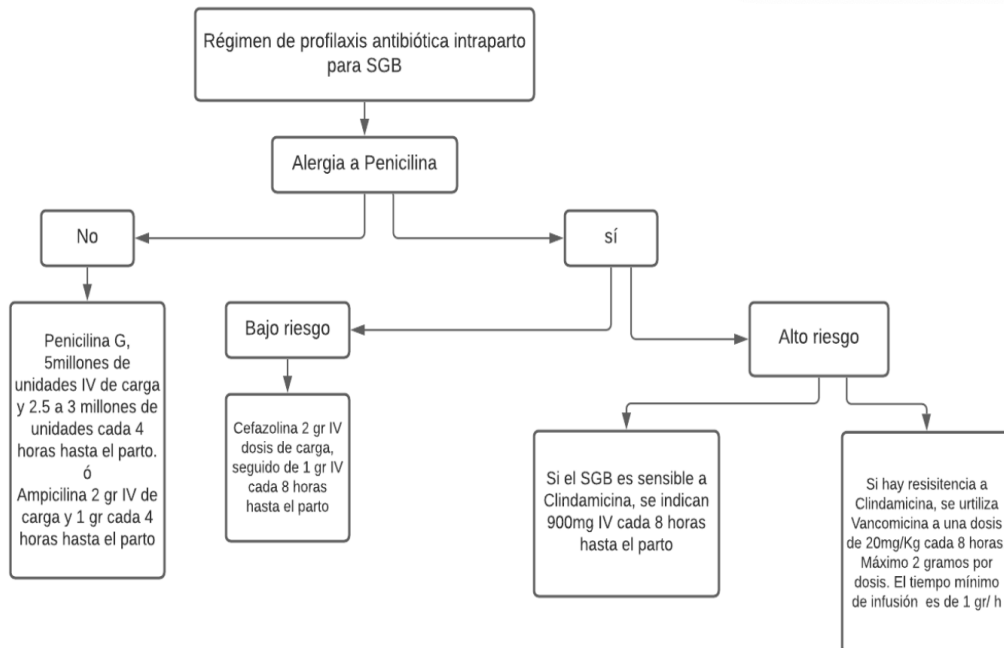 Régimen de profilaxis antibiótica intraparto
para SGB
Alergia a Penicilina
No
sí
Bajo riesgo
Alto riesgo
Penicilina G,
5millones de
unidades IV de carga
y 2.5 a 3 millones de
unidades cada 4
horas hasta el parto.
ó
Ampicilina 2 gr IV de
carga y 1 gr cada 4
horas hasta el parto
Cefazolina 2 gr IV
dosis de carga,
seguido de 1 gr IV
cada 8 horas
hasta el parto
Si el SGB es sensible a
Clindamicina, se indican
900mg IV cada 8 horas
hasta el parto
Si hay resisitencia a
Clindamicina, se urtiliza
Vancomicina a una dosis
de 20mg/Kg cada 8 horas
Máximo 2 gramos por
dosis. El tiempo mínimo
de infusión es de 1 gr/ h